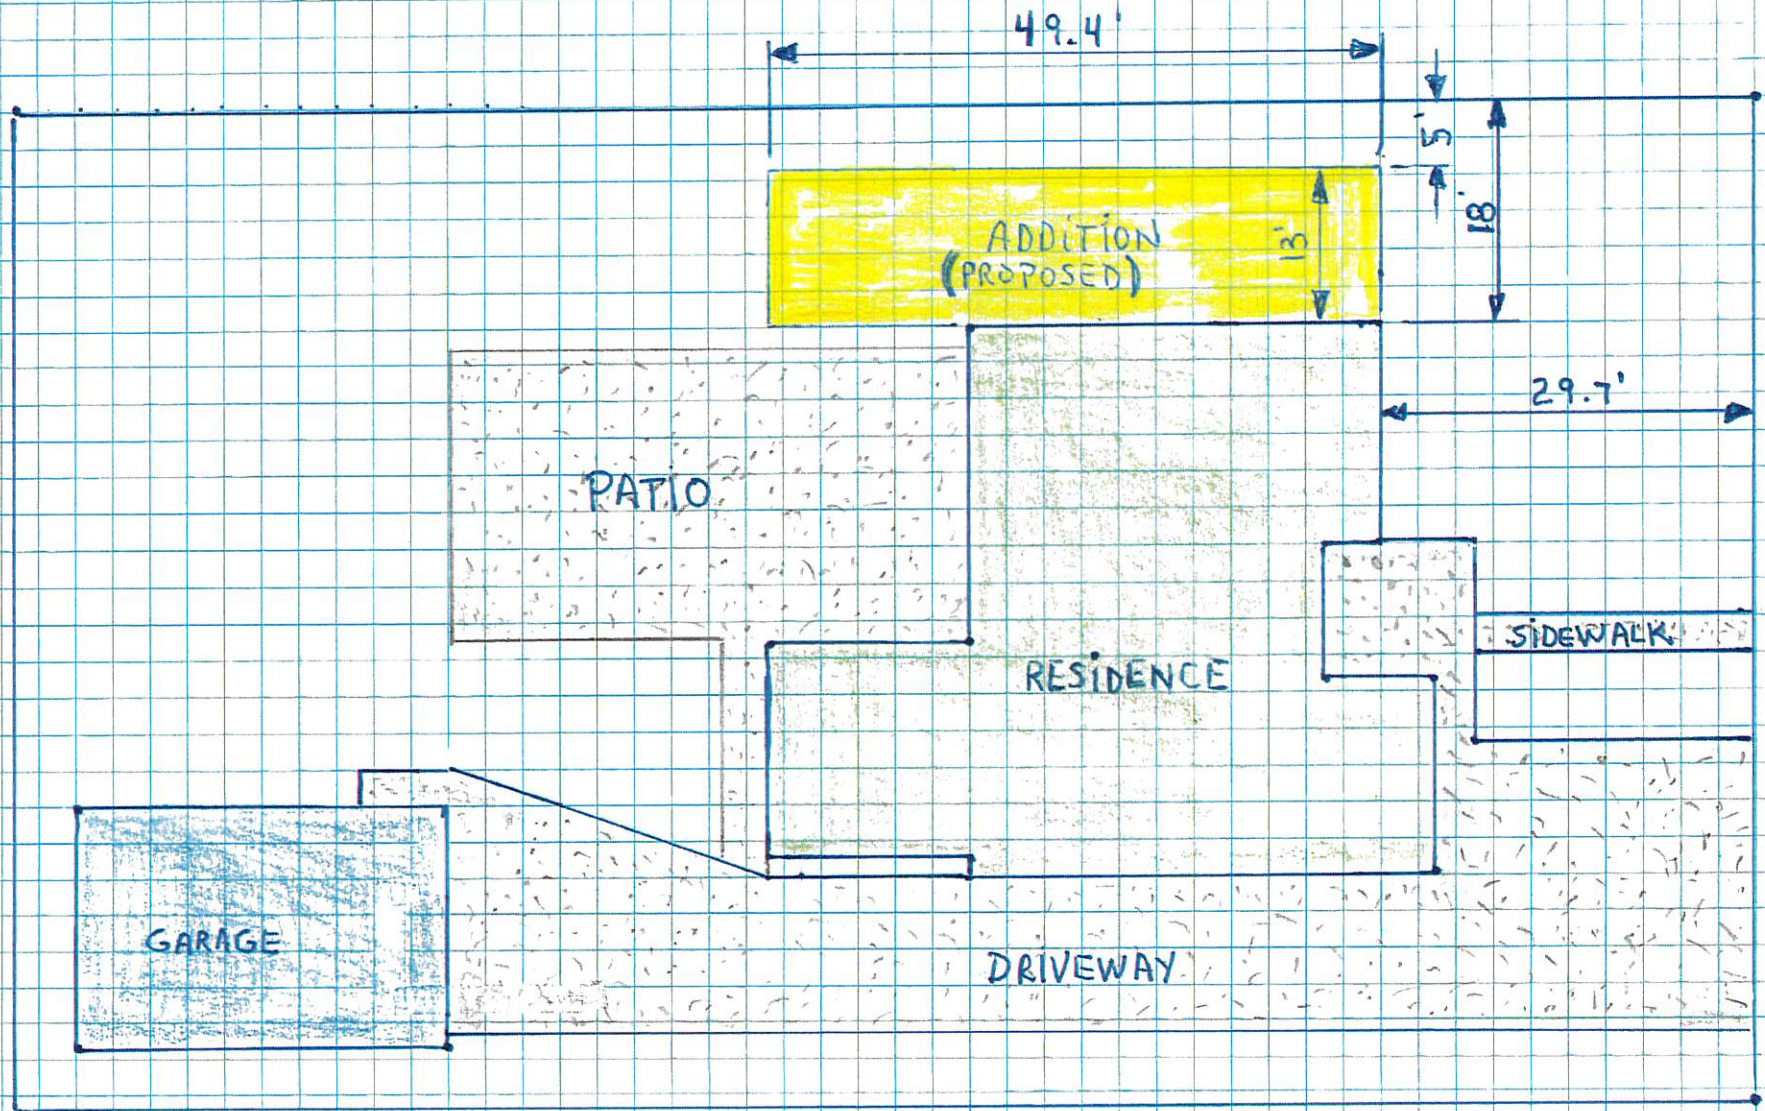 49.4'
5'
18'
ADDITION
(PROPOSED)
13'
29.7'
PATIO
SIDEWALK
RESIDENCE
GARAGE
DRIVEWAY